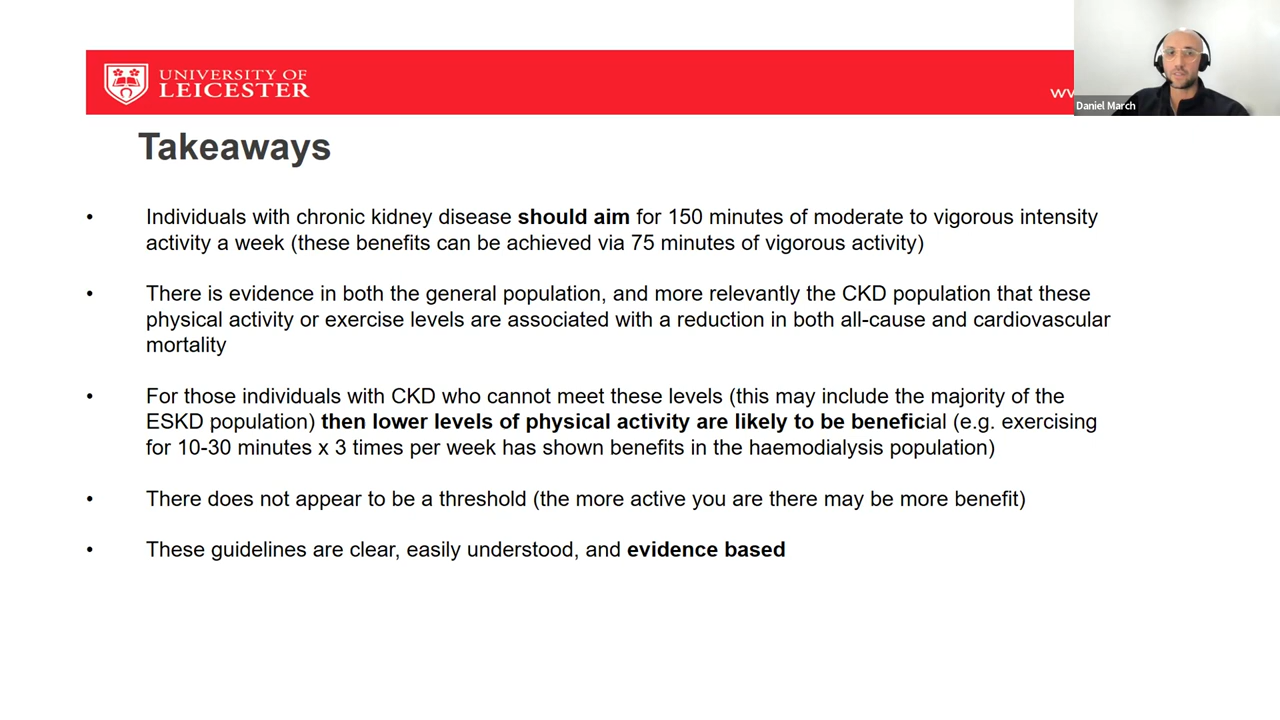 UNIVERSITY OF
LEICESTER
Daniel March
Takeaways
• Individuals with chronic kidney disease should aim for 150 minutes of moderate to vigorous intensity
activity a week (these benefits can be achieved via 75 minutes of vigorous activity)
• There is evidence in both the general population, and more relevantly the CKD population that these
physical activity or exercise levels are associated with a reduction in both all-cause and cardiovascular
mortality
• For those individuals with CKD who cannot meet these levels (this may include the majority of the
ESKD population) then lower levels of physical activity are likely to be beneficial (e.g. exercising
for 10-30 minutes x 3 times per week has shown benefits in the haemodialysis population)
• There does not appear to be a threshold (the more active you are there may be more benefit)
• These guidelines are clear, easily understood, and evidence based